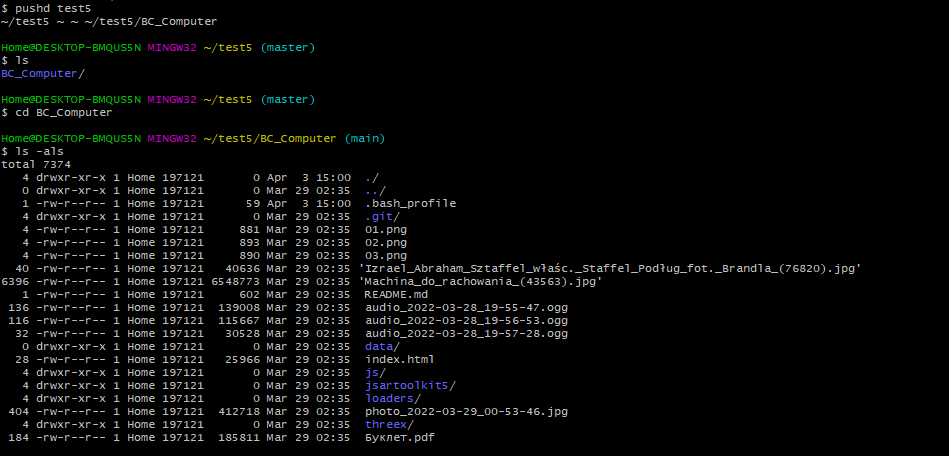 $ pushd test5
~/test5 ~ ~ ~/test5/BC_Computer
Home@DESKTOP-BMQUS5N MINGW32 ~/test5 (master)
$ ls
BC_Computer/
Home@DESKTOP-BMQUS5N MINGW32 ~/test5 (master)
$ cd BC_Computer
Home@DESKTOP-BMQUS5N MINGW32 ~/test5/BC_Computer (main)
$ ls -als
total 7374
4 drwxr-xr-x 1 Home 197121 0 Apr 3 15:00 ./
0 drwxr-xr-x 1 Home 197121 0 Mar 29 02:35 ../
1 -rw-r--r-- 1 Home 197121 59 Apr 3 15:00 .bash_profile
4 drwxr-xr-x 1 Home 197121 0 Mar 29 02:35 .git/
4 -rw-r--r-- 1 Home 197121 881 Mar 29 02:35 01.png
4 -rw-r--r-- 1 Home 197121 893 Mar 29 02:35 02.png
4 -rw-r--r-- 1 Home 197121 890 Mar 29 02:35 03.png
40 -rw-r--r-- 1 Home 197121 40636 Mar 29 02:35 'Izrael_Abraham_Sztaffel_właśc._Staffel_Podług_fot._Brandla_(76820).jpg'
6396 -rw-r--r-- 1 Home 197121 6548773 Mar 29 02:35 'Machina_do_rachowania_(43563).jpg'
1 -rw-r--r-- 1 Home 197121 602 Mar 29 02:35 README.md
136 -rw-r--r-- 1 Home 197121 139008 Mar 29 02:35 audio_2022-03-28_19-55-47.ogg
116 -rw-r--r-- 1 Home 197121 115667 Mar 29 02:35 audio_2022-03-28_19-56-53.ogg
32 -rw-r--r-- 1 Home 197121 30528 Mar 29 02:35 audio_2022-03-28_19-57-28.ogg
0 drwxr-xr-x 1 Home 197121 0 Mar 29 02:35 data/
28 -rw-r--r-- 1 Home 197121 25966 Mar 29 02:35 index.html
4 drwxr-xr-x 1 Home 197121 0 Mar 29 02:35 js/
4 drwxr-xr-x 1 Home 197121 0 Mar 29 02:35 jsartoolkit5/
4 drwxr-xr-x 1 Home 197121 0 Mar 29 02:35 loaders/
404 -rw-r--r-- 1 Home 197121 412718 Mar 29 02:35 photo_2022-03-29_00-53-46.jpg
4 drwxr-xr-x 1 Home 197121 0 Mar 29 02:35 threex/
184 -rw-r--r-- 1 Home 197121 185811 Mar 29 02:35 Буклет.pdf